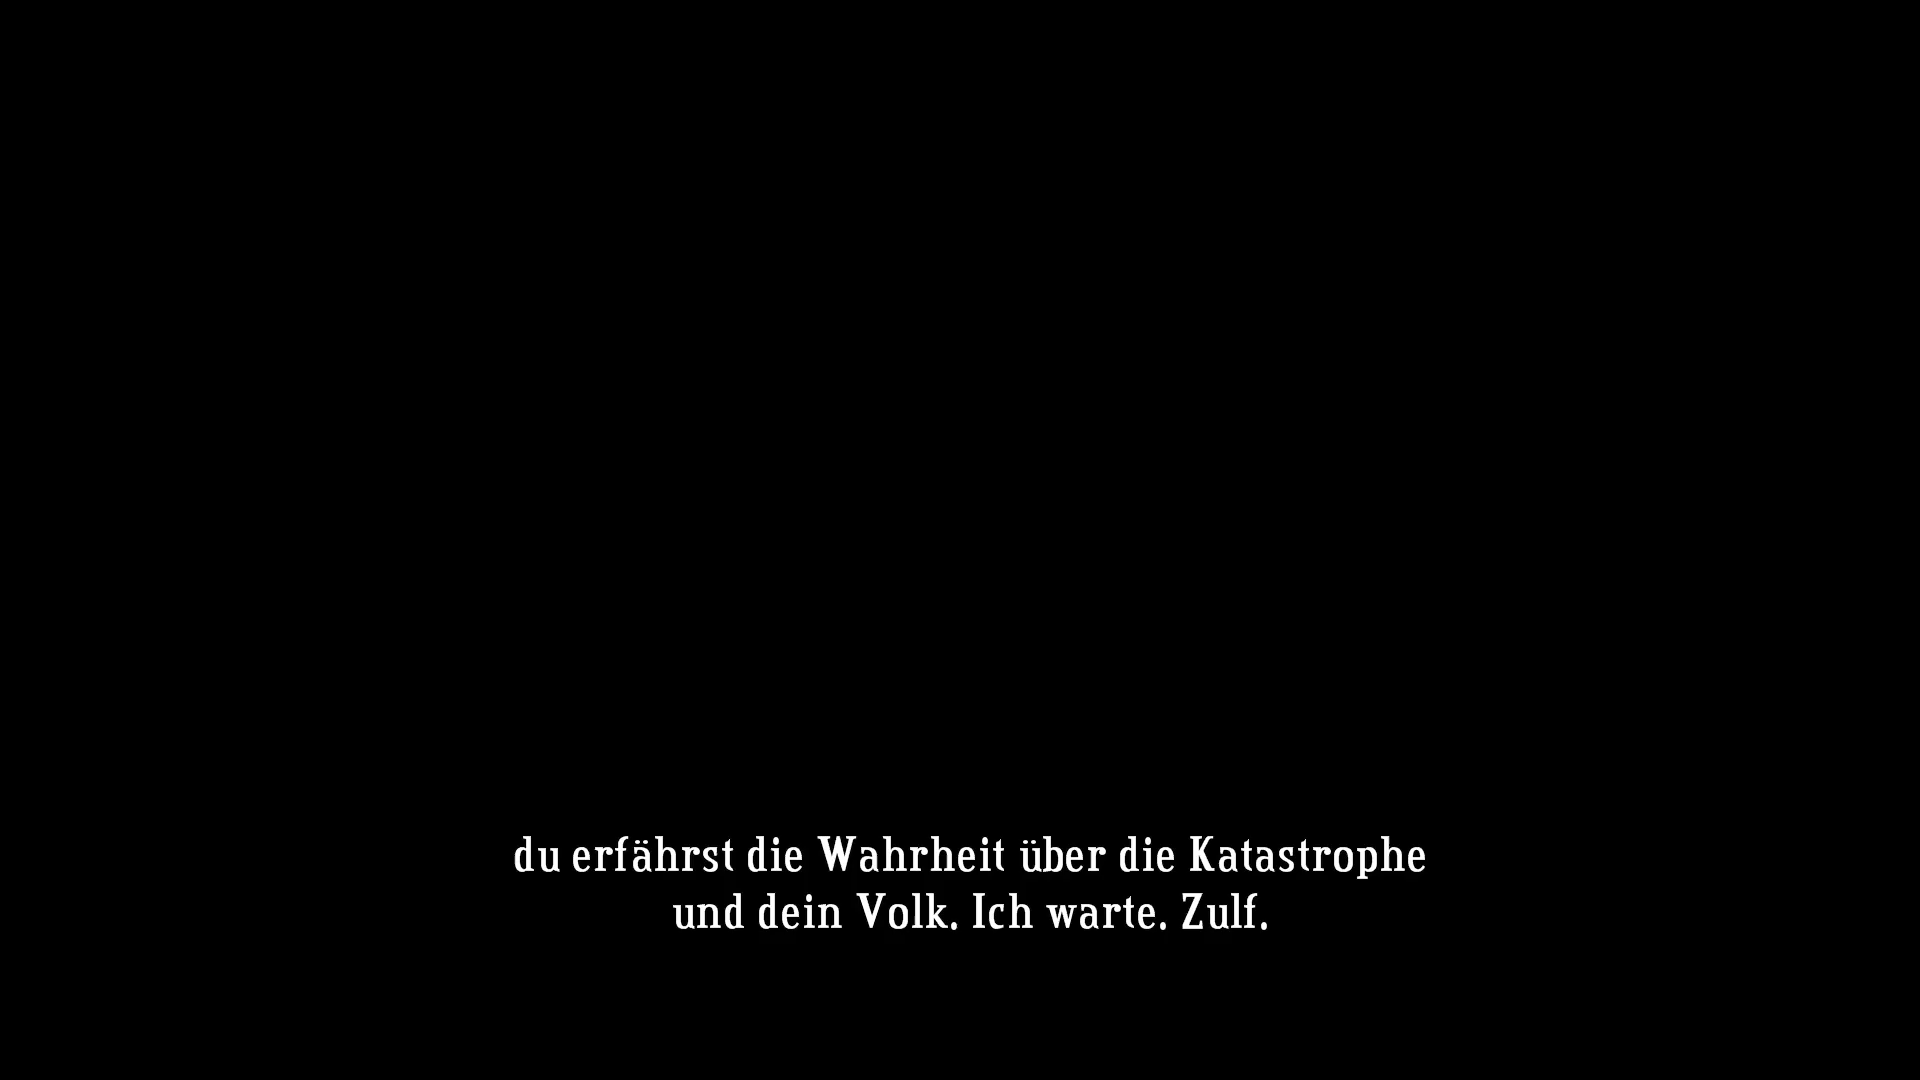 du erfährst die Wahrheit über die Katastrophe
und dein Volk. Ich warte. Zulf.